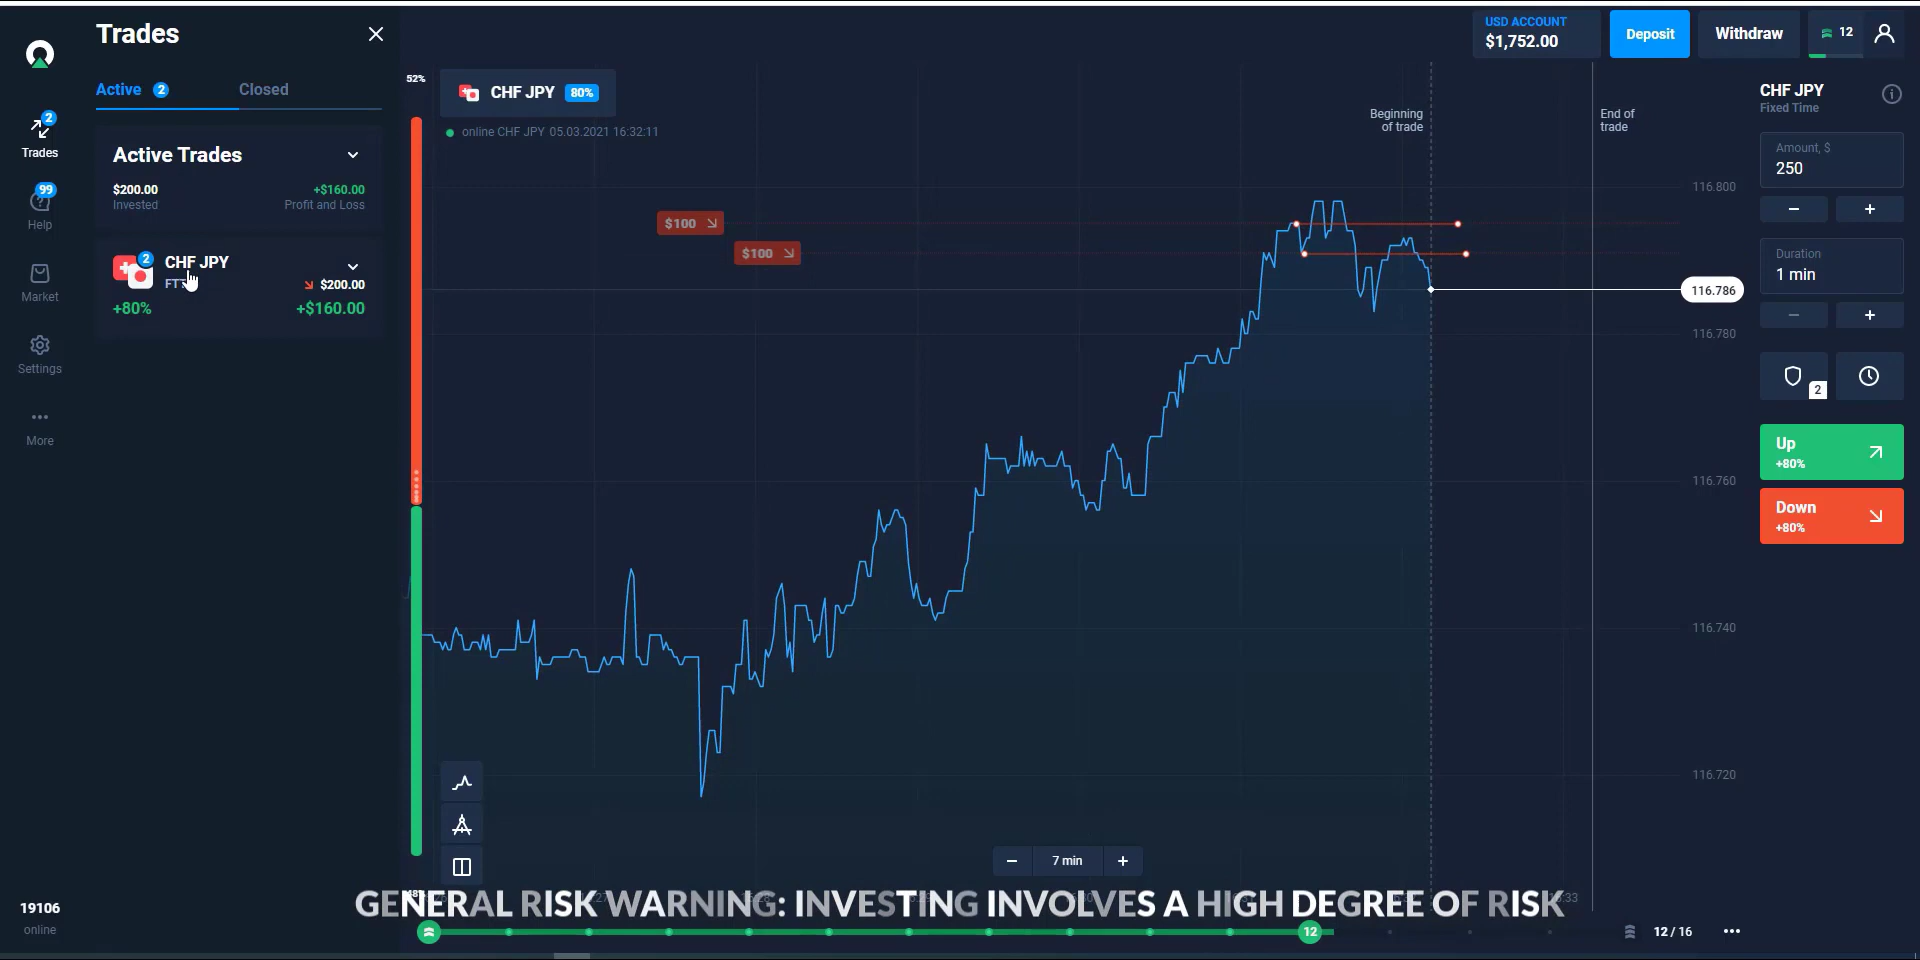 Trades
Active 2
Closed
Active Trades
$200.00
+$160.00
Invested
Profit and Loss
2
CHF JPY
$200.00
+80%
+$160.00
2
Trades
99
Help
Market
Settings
More
19106
online
52%
CHF JPY 80%
online CHF JPY 05.03.2021 16:32:11
$100
$100
Beginning
of trade
End of
trade
116.800
116.786
116.780
116.760
116.740
116.720
7 min
USD ACCOUNT
$1,752.00
Deposit
Withdraw
12
CHF JPY
Fixed Time
Amount, $
250
Duration
1 min
2
Up
+80%
Down
+80%
GENERAL RISK WARNING: INVESTING INVOLVES A HIGH DEGREE OF RISK
12
12 / 16